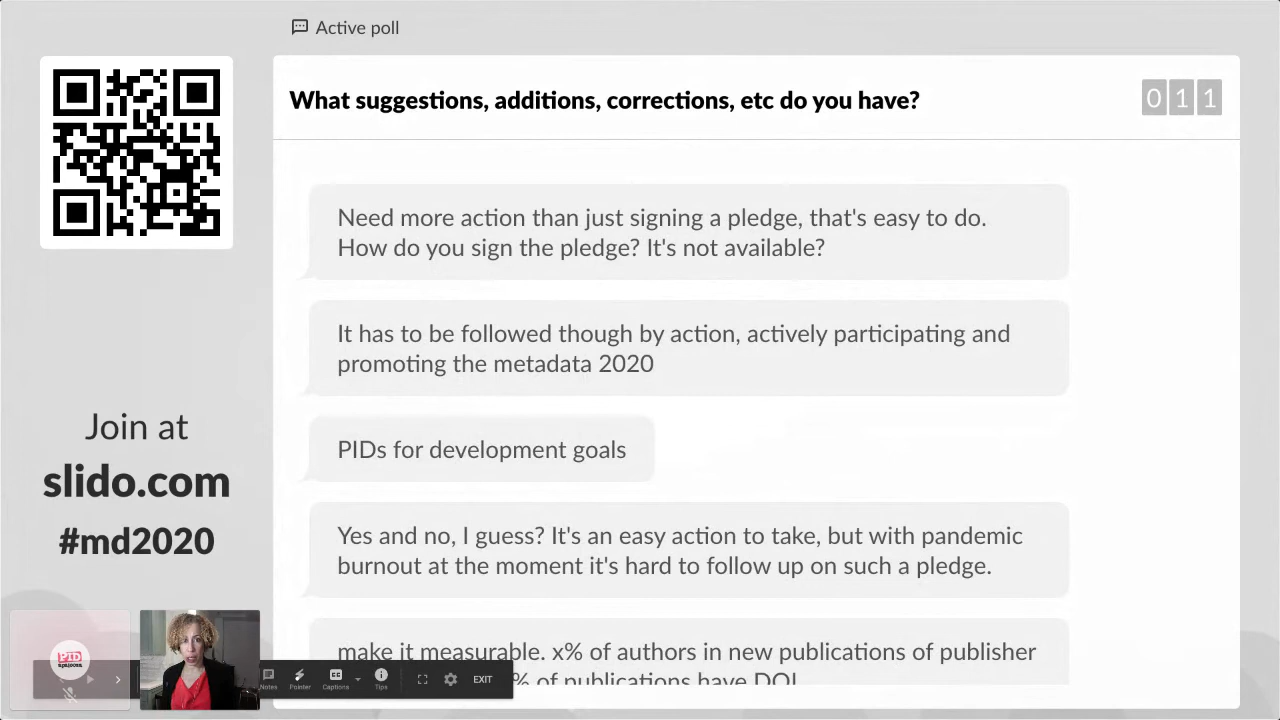 Active poll
What suggestions, additions, corrections, etc do you have?
011
Need more action than just signing a pledge, that's easy to do.
How do you sign the pledge? It's not available?
It has to be followed though by action, actively participating and
promoting the metadata 2020
PIDs for development goals
Yes and no, I guess? It's an easy action to take, but with pandemic
burnout at the moment it's hard to follow up on such a pledge.
make it measurable. x% of authors in new publications of publisher
% of publications have DOI
Join at
slido.com
#md2020
PID
Notes
Pointer
Captions
Tips
EXIT